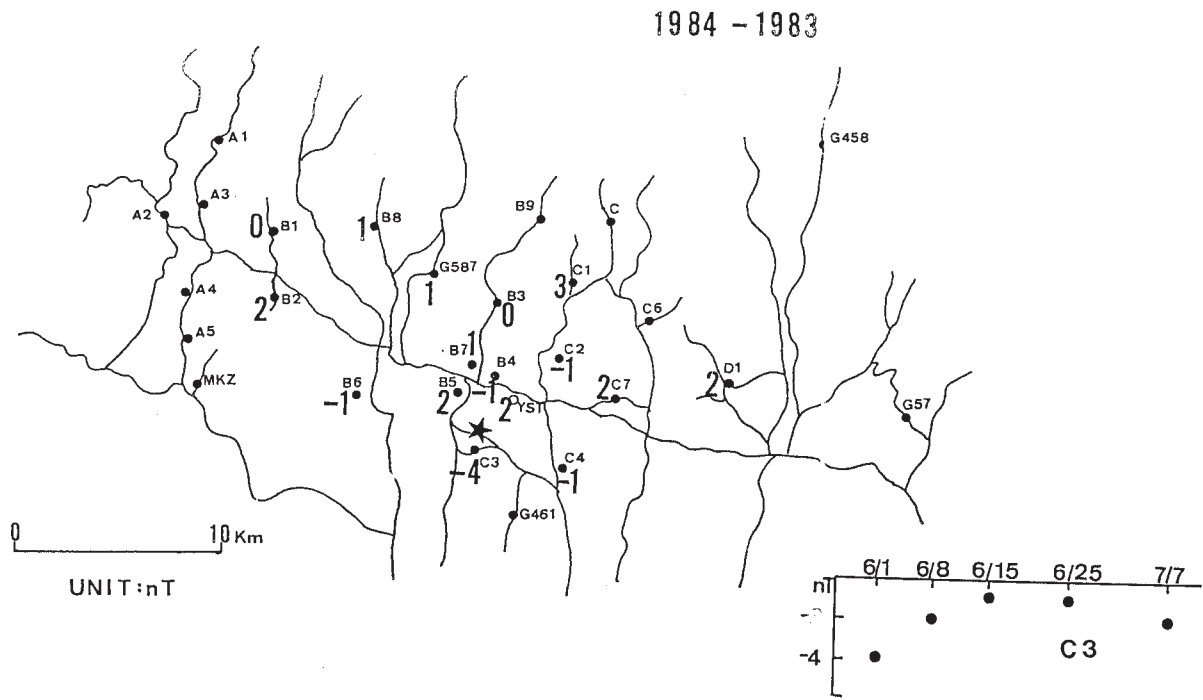 1984 - 1983
A1
G458
A3
A2
B1
0
B8
1
B9
C
G587
1
C1
3
A4
B2
2
B3
0
C6
A5
B7
1
C2
-1
MKZ
B4
-1
D1
2
B6
-1
B5
2
C7
2
YST
2
G57
C3
-4
C4
-1
G461
0 10 Km
UNIT:nT
6/1 6/8 6/15 6/25 7/7
nT
-4
C3